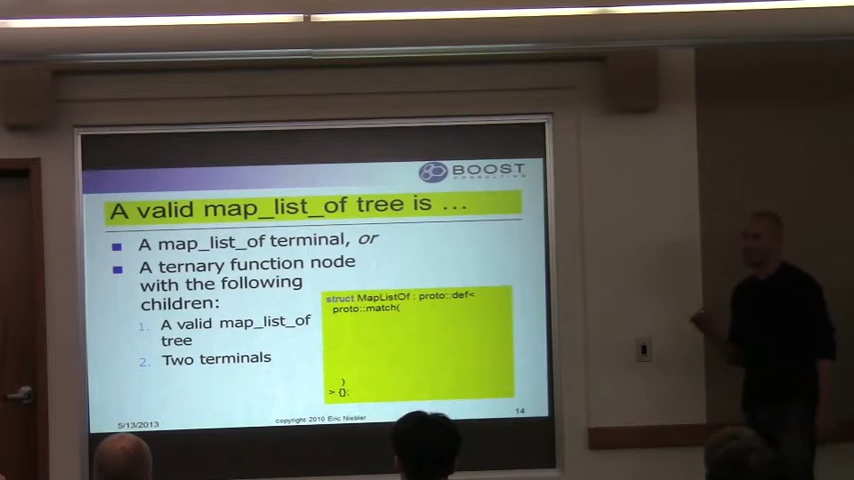 BOOST
CONSULTING
A valid map_list_of tree is ...
A map_list_of terminal, or
A ternary function node
with the following
children:
1. A valid map_list_of
tree
2. Two terminals
struct MapListOf : proto::def<
proto::match(
)
> {};
5/13/2013
copyright 2010 Eric Niebler
14